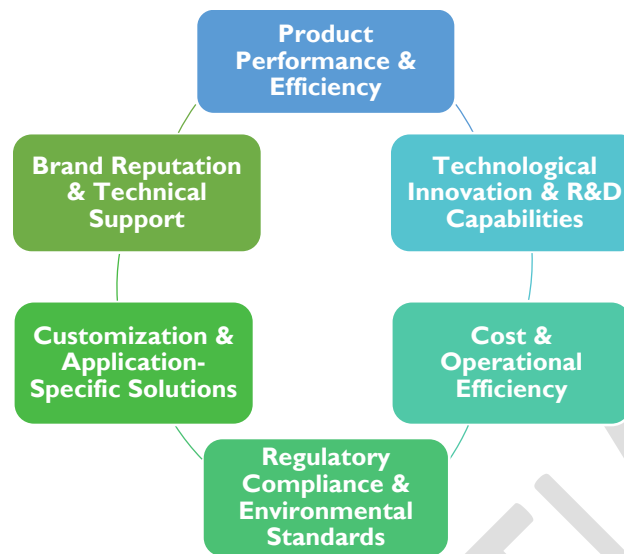 Product
Performance &
Efficiency
Technological
Innovation & R&D
Capabilities
Cost &
Operational
Efficiency
Regulatory
Compliance &
Environmental
Standards
Customization &
Application-
Specific Solutions
Brand Reputation
& Technical
Support